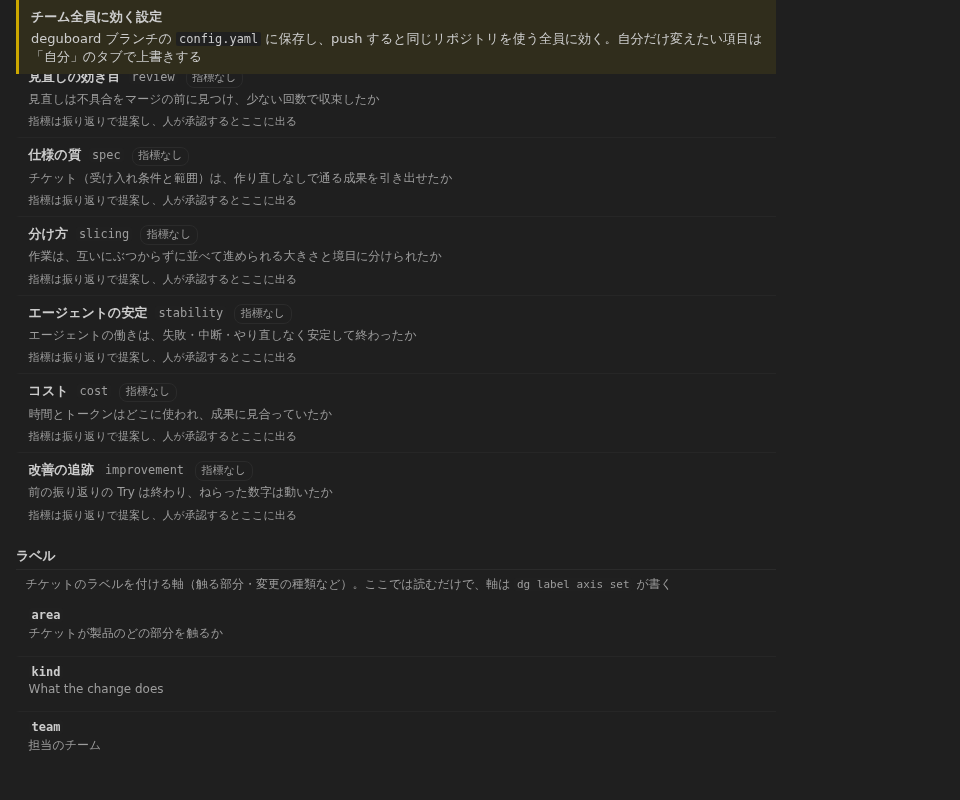 チーム全員に効く設定
deguboard ブランチの config.yaml に保存し、push すると同じリポジトリを使う全員に効く。自分だけ変えたい項目は
「自分」のタブで上書きする
見直しの効き目 review 指標なし
見直しは不具合をマージの前に見つけ、少ない回数で収束したか
指標は振り返りで提案し、人が承認するとここに出る
仕様の質 spec 指標なし
チケット（受け入れ条件と範囲）は、作り直しなしで通る成果を引き出せたか
指標は振り返りで提案し、人が承認するとここに出る
分け方 slicing 指標なし
作業は、互いにぶつからずに並べて進められる大きさと境目に分けられたか
指標は振り返りで提案し、人が承認するとここに出る
エージェントの安定 stability 指標なし
エージェントの働きは、失敗・中断・やり直しなく安定して終わったか
指標は振り返りで提案し、人が承認するとここに出る
コスト cost 指標なし
時間とトークンはどこに使われ、成果に見合っていたか
指標は振り返りで提案し、人が承認するとここに出る
改善の追跡 improvement 指標なし
前の振り返りの Try は終わり、ねらった数字は動いたか
指標は振り返りで提案し、人が承認するとここに出る
ラベル
チケットのラベルを付ける軸（触る部分・変更の種類など）。ここでは読むだけで、軸は dg label axis set が書く
area
チケットが製品のどの部分を触るか
kind
What the change does
team
担当のチーム